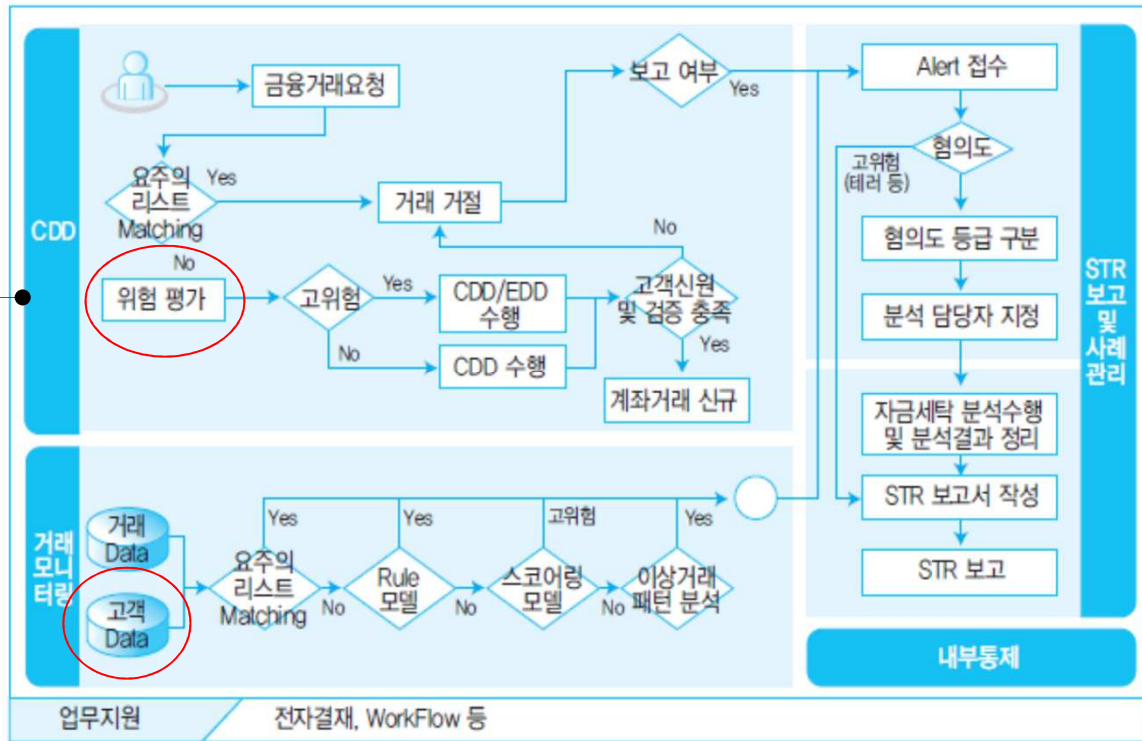 CDD
금융거래요청
요주의
리스트
Matching
Yes
No
거래 거절
보고 여부
Yes
위험 평가
고위험
Yes
No
CDD/EDD
수행
CDD 수행
고객신원
및 검증 충족
No
Yes
계좌거래 신규
거래
모니
터링
거래
Data
고객
Data
요주의
리스트
Matching
Yes
No
Rule
모델
Yes
No
스코어링
모델
고위험
No
이상거래
패턴 분석
Yes
Alert 접수
혐의도
고위험
(테러 등)
혐의도 등급 구분
분석 담당자 지정
자금세탁 분석수행
및 분석결과 정리
STR 보고서 작성
STR 보고
STR
보고
및
사례
관리
내부통제
업무지원
전자결재, WorkFlow 등